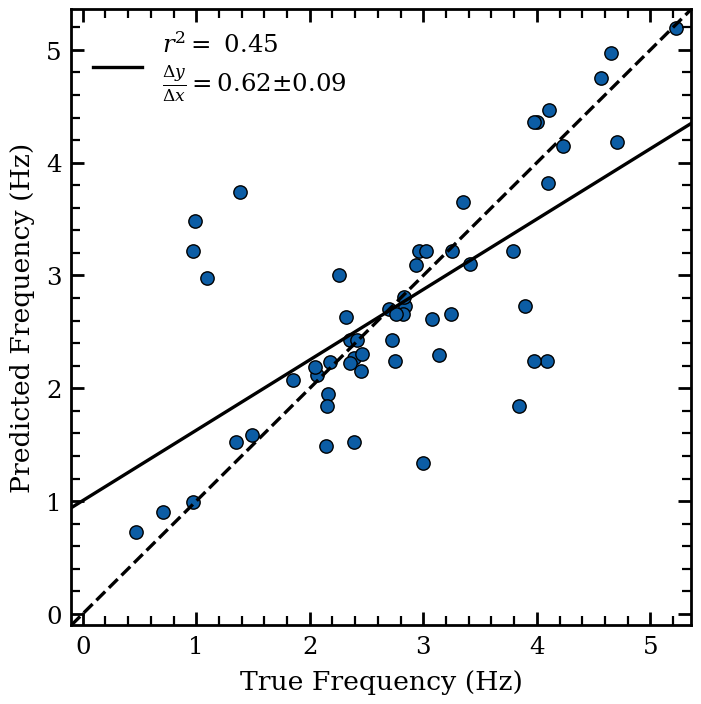 r² = 0.45
Δy/Δx = 0.62±0.09
5
4
3
2
1
0
Predicted Frequency (Hz)
0 1 2 3 4 5
True Frequency (Hz)